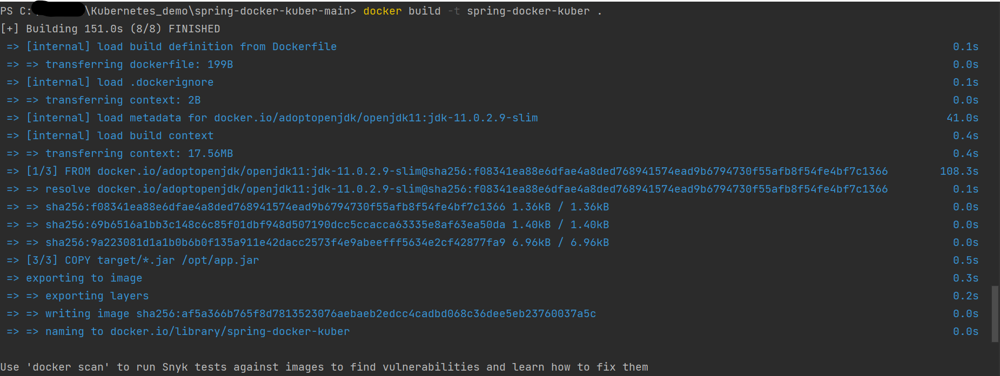 PS C:\Kubernetes_demo\spring-docker-kuber-main> docker build -t spring-docker-kuber .
[+] Building 151.0s (8/8) FINISHED
=> [internal] load build definition from Dockerfile 0.1s
=> => transferring dockerfile: 199B 0.0s
=> [internal] load .dockerignore 0.1s
=> => transferring context: 2B 0.0s
=> [internal] load metadata for docker.io/adoptopenjdk/openjdk11:jdk-11.0.2.9-slim 41.0s
=> [internal] load build context 0.4s
=> => transferring context: 17.56MB 0.4s
=> [1/3] FROM docker.io/adoptopenjdk/openjdk11:jdk-11.0.2.9-slim@sha256:f08341ea88e6dfae4a8ded768941574ead9b6794730f55afb8f54fe4bf7c1366 108.3s
=> => resolve docker.io/adoptopenjdk/openjdk11:jdk-11.0.2.9-slim@sha256:f08341ea88e6dfae4a8ded768941574ead9b6794730f55afb8f54fe4bf7c1366 0.1s
=> => sha256:f08341ea88e6dfae4a8ded768941574ead9b6794730f55afb8f54fe4bf7c1366 1.36kB / 1.36kB 0.0s
=> => sha256:69b6516a1bb3c148c6c85f01dbf948d507190dcc5ccacca63335e8af63ea50da 1.40kB / 1.40kB 0.0s
=> => sha256:9a223081d1a1b0b6b0f135a911e42dacc2573f4e9abeefff5634e2cf42877fa9 6.96kB / 6.96kB 0.0s
=> [3/3] COPY target/*.jar /opt/app.jar 0.5s
=> exporting to image 0.3s
=> => exporting layers 0.2s
=> => writing image sha256:af5a366b765f8d7813523076aebaeb2edcc4cadbd068c36dee5eb23760037a5c 0.0s
=> => naming to docker.io/library/spring-docker-kuber 0.0s
Use 'docker scan' to run Snyk tests against images to find vulnerabilities and learn how to fix them